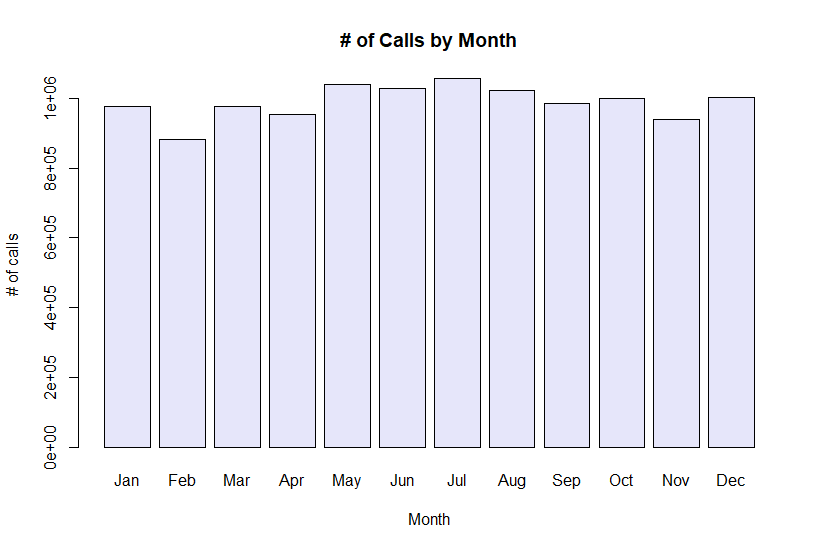 # of Calls by Month
# of calls
1e+06
8e+05
6e+05
4e+05
2e+05
0e+00
Jan Feb Mar Apr May Jun Jul Aug Sep Oct Nov Dec
Month